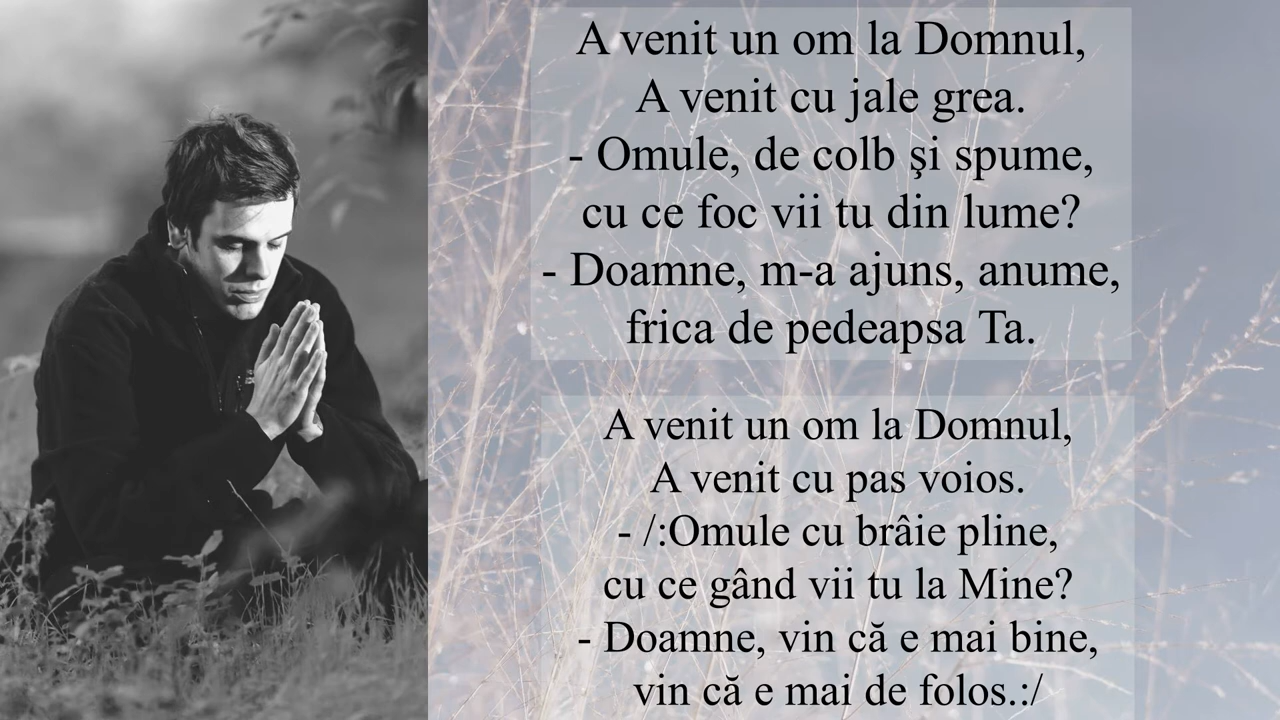 A venit un om la Domnul,
A venit cu jale grea.
- Omule, de colb şi spume,
cu ce foc vii tu din lume?
- Doamne, m-a ajuns, anume,
frica de pedeapsa Ta.
A venit un om la Domnul,
A venit cu pas voios.
- /:Omule cu brâie pline,
cu ce gând vii tu la Mine?
- Doamne, vin că e mai bine,
vin că e mai de folos.:/